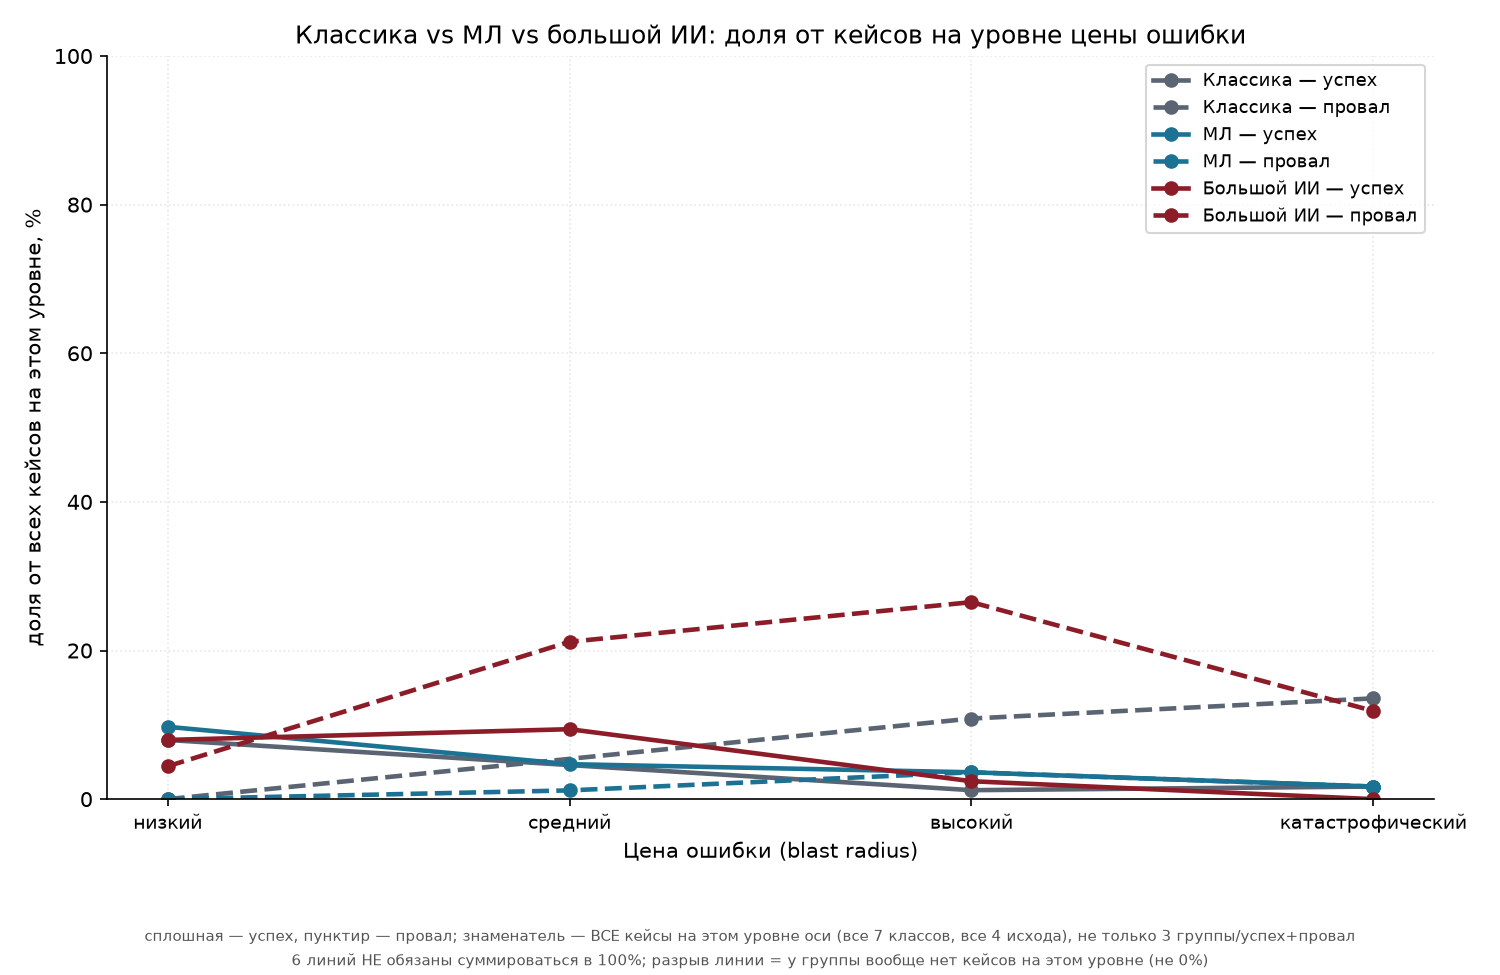 Классика vs МЛ vs большой ИИ: доля от кейсов на уровне цены ошибки
100
80
60
40
20
0
доля от всех кейсов на этом уровне, %
Классика — успех
Классика — провал
МЛ — успех
МЛ — провал
Большой ИИ — успех
Большой ИИ — провал
низкий
средний
высокий
катастрофический
Цена ошибки (blast radius)
сплошная — успех, пунктир — провал; знаменатель — ВСЕ кейсы на этом уровне оси (все 7 классов, все 4 исхода), не только 3 группы/успех+провал
6 линий НЕ обязаны суммироваться в 100%; разрыв линии = у группы вообще нет кейсов на этом уровне (не 0%)